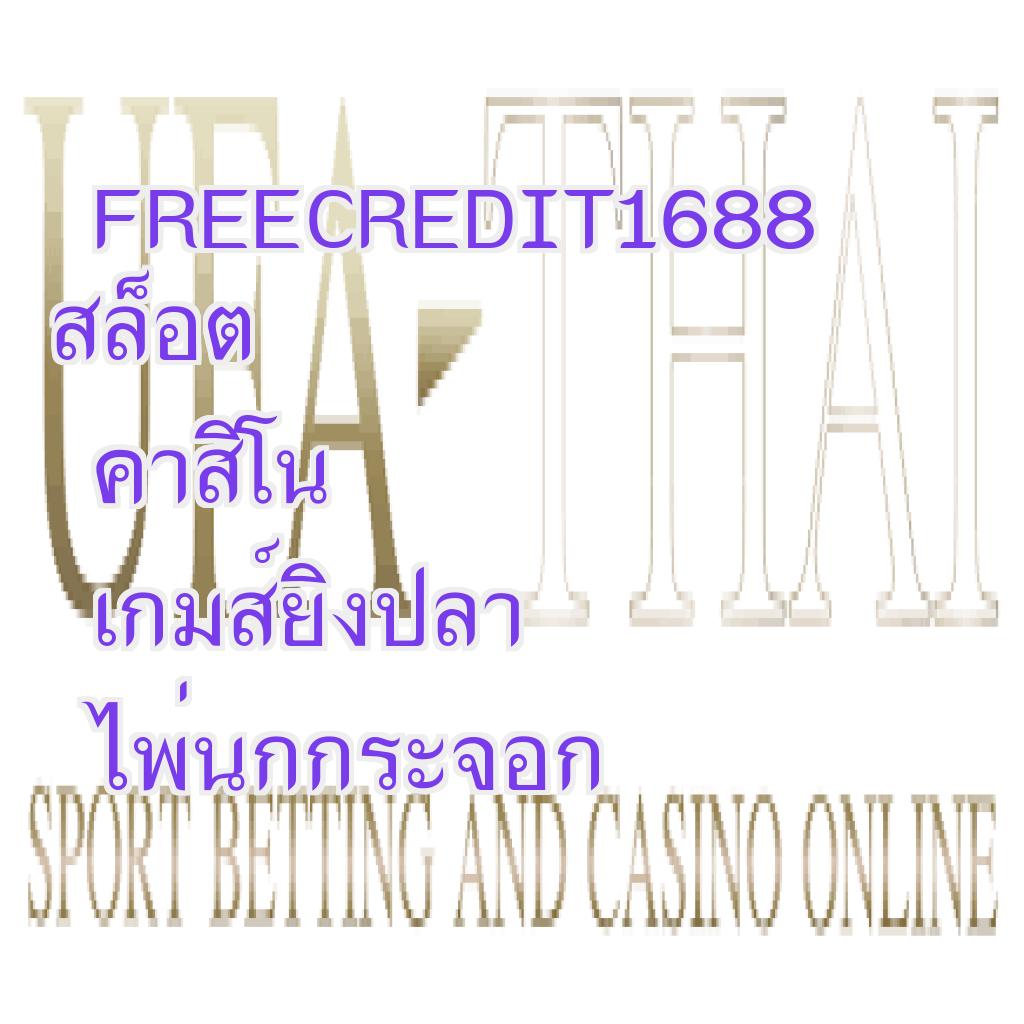 UFA THAI
FREECREDIT1688
สล็อต
คาสิโน
เกมส์ยิงปลา
ไพ่นกกระจอก
SPORT BETTING AND CASINO ONLINE